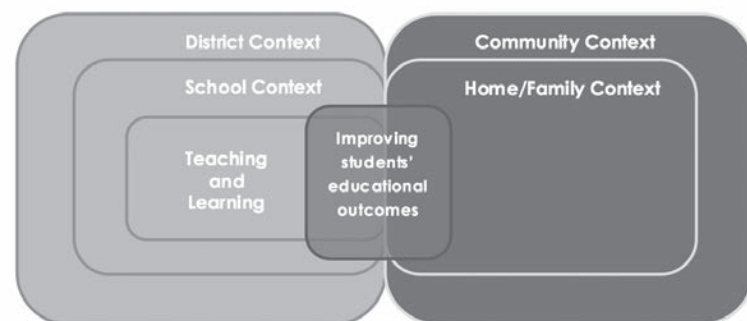 District Context
Community Context
School Context
Home/Family Context
Teaching
and
Learning
Improving
students'
educational
outcomes